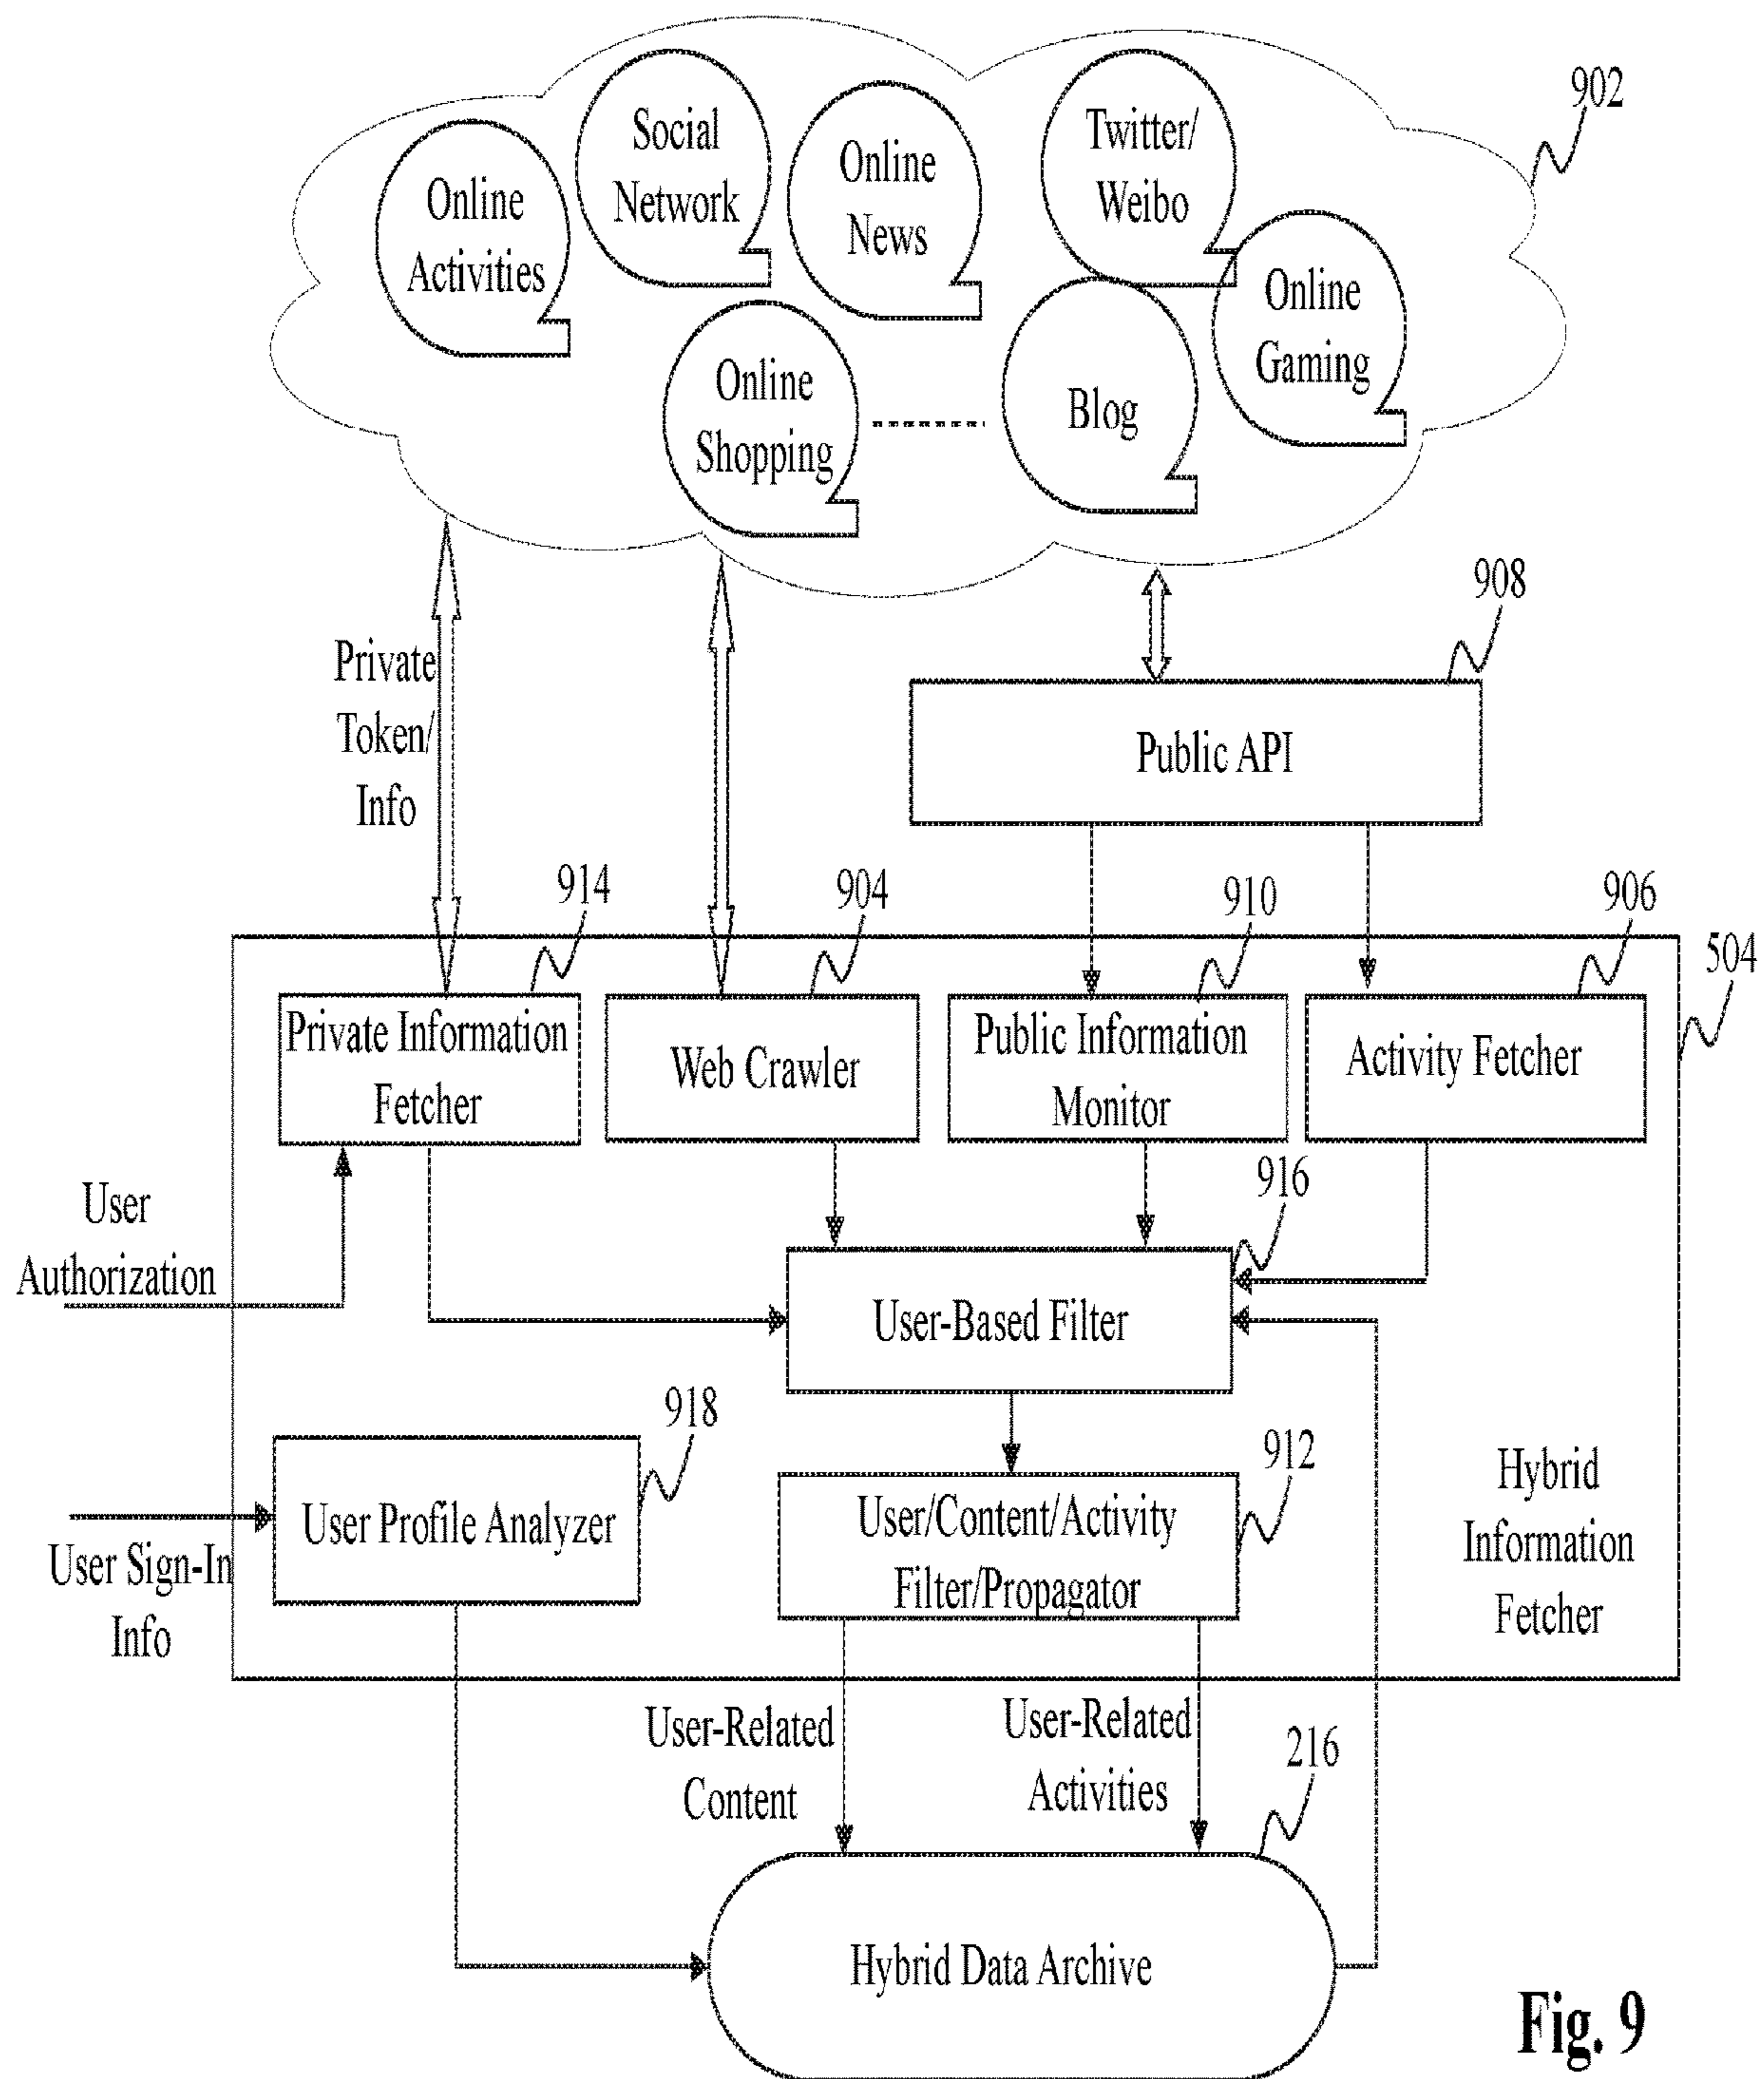 902
Social
Network
Online
News
Twitter/
Weibo
Online
Activities
Online
Gaming
Online
Shopping
Blog
908
Private
Token/
Info
Public API
914
904
910
906
504
Private Information
Fetcher
Web Crawler
Public Information
Monitor
Activity Fetcher
916
User
Authorization
User-Based Filter
918
912
User Profile Analyzer
User/Content/Activity
Filter/Propagator
Hybrid
Information
Fetcher
User Sign-In
Info
User-Related
Content
User-Related
Activities
216
Hybrid Data Archive
Fig. 9